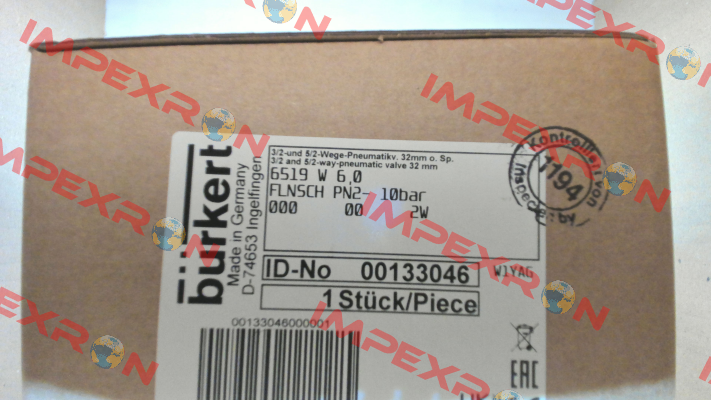 bürkert
Made in Germany
D-74653 Ingelfingen
3/2-und 5/2-Wege-Pneumatikv. 32mm o. Sp.
3/2 and 5/2-way-pneumatic valve 32 mm
6519 W 6,0
FLNSCH PN2- 10bar
000 00 2W
ID-No 00133046
W1YAG
1 Stück/Piece
00133046000001
EAC
Kontrolliert von
1194
Inspected by
IMPEXRON
IMPEXRON
IMPEXRON
IMPEXRON
IMPEXRON
IMPEXRON